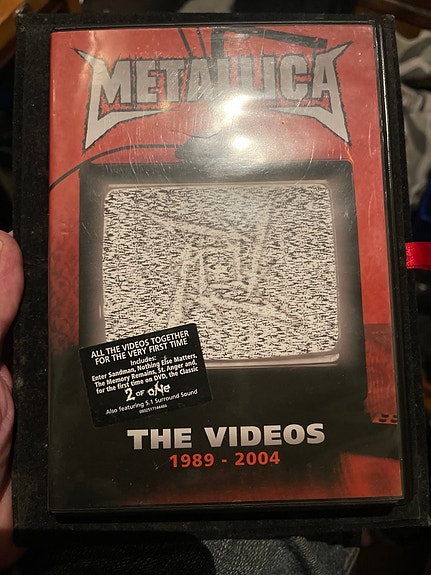 METALLICA
ALL THE VIDEOS TOGETHER
FOR THE VERY FIRST TIME
Includes:
Enter Sandman, Nothing Else Matters,
The Memory Remains, St. Anger and,
for the first time on DVD, the Classic
2 OF ONE
Also featuring 5.1 Surround Sound
THE VIDEOS
1989 - 2004